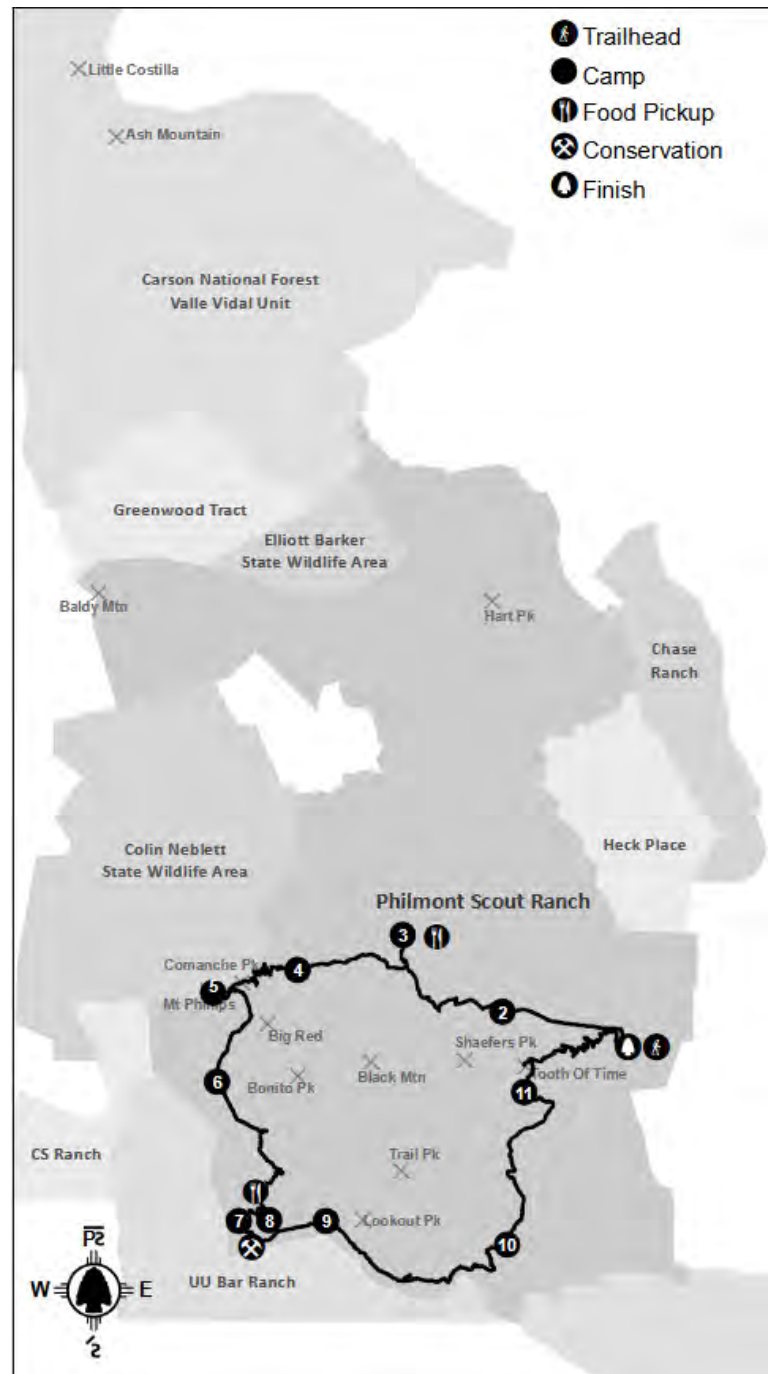 Trailhead
Camp
Food Pickup
Conservation
Finish
Little Costilla
Ash Mountain
Carson National Forest
Valle Vidal Unit
Greenwood Tract
Elliott Barker
State Wildlife Area
Baldy Mtn
Hart Pk
Chase
Ranch
Colin Neblett
State Wildlife Area
Heck Place
Philmont Scout Ranch
3
Comanche Pk
4
5
Mt Phillips
2
Big Red
Shaefers Pk
Black Mtn
Tooth Of Time
6
Bonito Pk
11
CS Ranch
Trail Pk
7
8
9
Lookout Pk
10
UU Bar Ranch
W
E